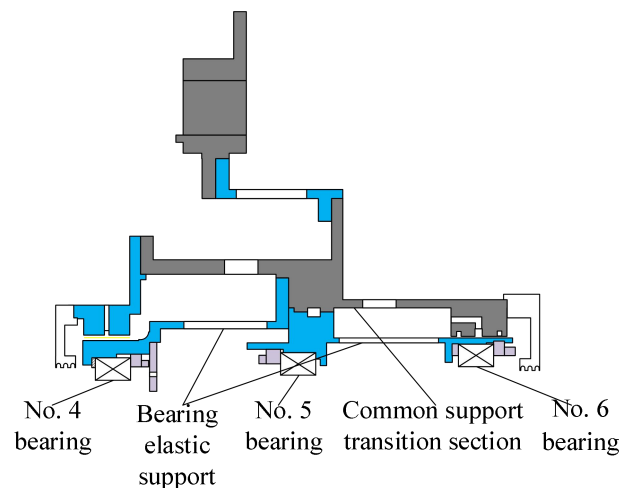 No. 4
bearing
Bearing
elastic
support
No. 5
bearing
Common support
transition section
No. 6
bearing